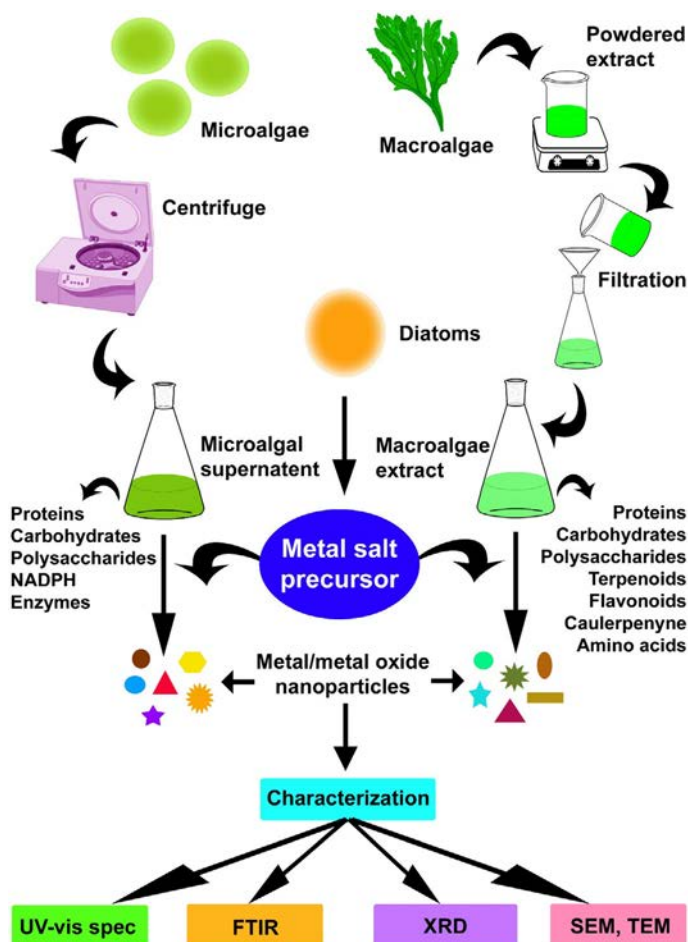 Powdered
extract
Microalgae
Macroalgae
Centrifuge
Filtration
Diatoms
Microalgal
supernatent
Macroalgae
extract
Proteins
Carbohydrates
Polysaccharides
NADPH
Enzymes
Metal salt
precursor
Proteins
Carbohydrates
Polysaccharides
Terpenoids
Flavonoids
Caulerpenyne
Amino acids
Metal/metal oxide
nanoparticles
Characterization
UV-vis spec
FTIR
XRD
SEM, TEM